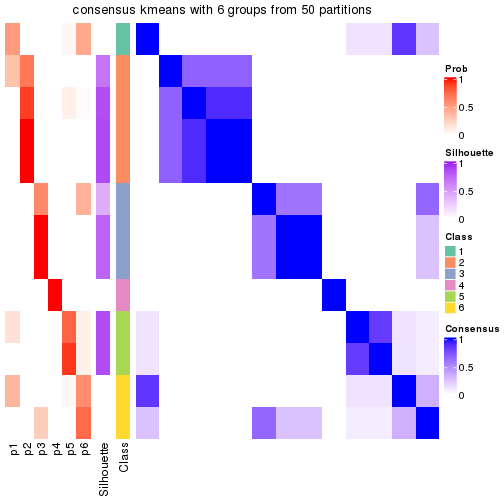 consensus kmeans with 6 groups from 50 partitions
Prob
1
0.5
0
Silhouette
1
0.5
0
Class
1
2
3
4
5
6
Consensus
1
0.5
0
p1
p2
p3
p4
p5
p6
Silhouette
Class